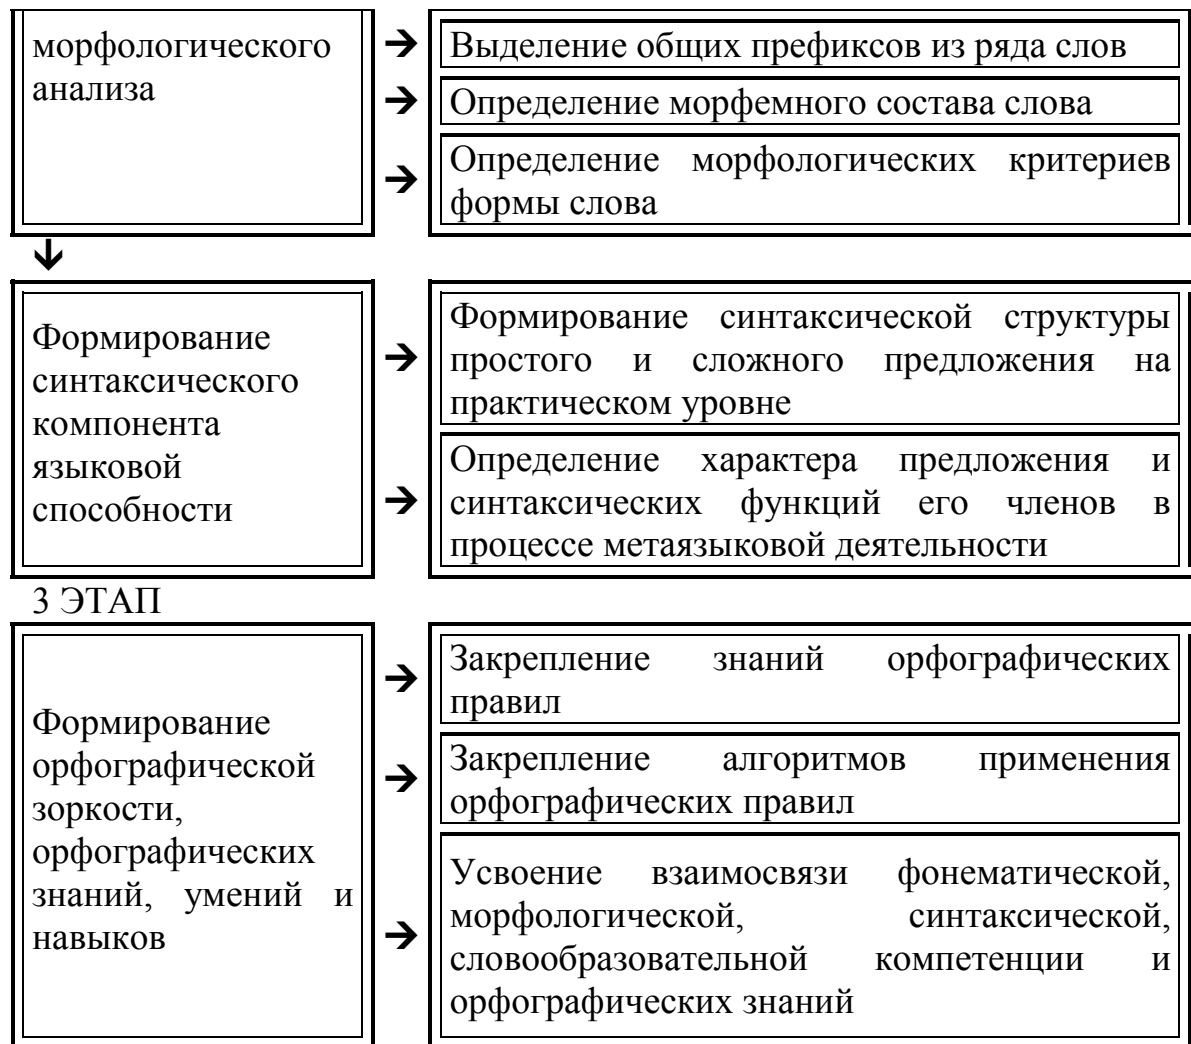 морфологического
анализа
Выделение общих префиксов из ряда слов
Определение морфемного состава слова
Определение морфологических критериев
формы слова
Формирование
синтаксического
компонента
языковой
способности
Формирование синтаксической структуры
простого и сложного предложения на
практическом уровне
Определение характера предложения и
синтаксических функций его членов в
процессе метаязыковой деятельности
3 ЭТАП
Формирование
орфографической
зоркости,
орфографических
знаний, умений и
навыков
Закрепление знаний орфографических
правил
Закрепление алгоритмов применения
орфографических правил
Усвоение взаимосвязи фонематической,
морфологической, синтаксической,
словообразовательной компетенции и
орфографических знаний